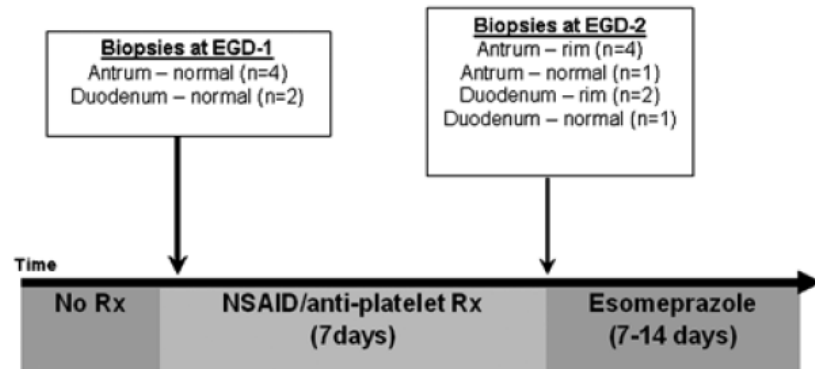 Biopsies at EGD-1
Antrum – normal (n=4)
Duodenum – normal (n=2)
Biopsies at EGD-2
Antrum – rim (n=4)
Antrum – normal (n=1)
Duodenum – rim (n=2)
Duodenum – normal (n=1)
Time
No Rx
NSAID/anti-platelet Rx
(7days)
Esomeprazole
(7-14 days)